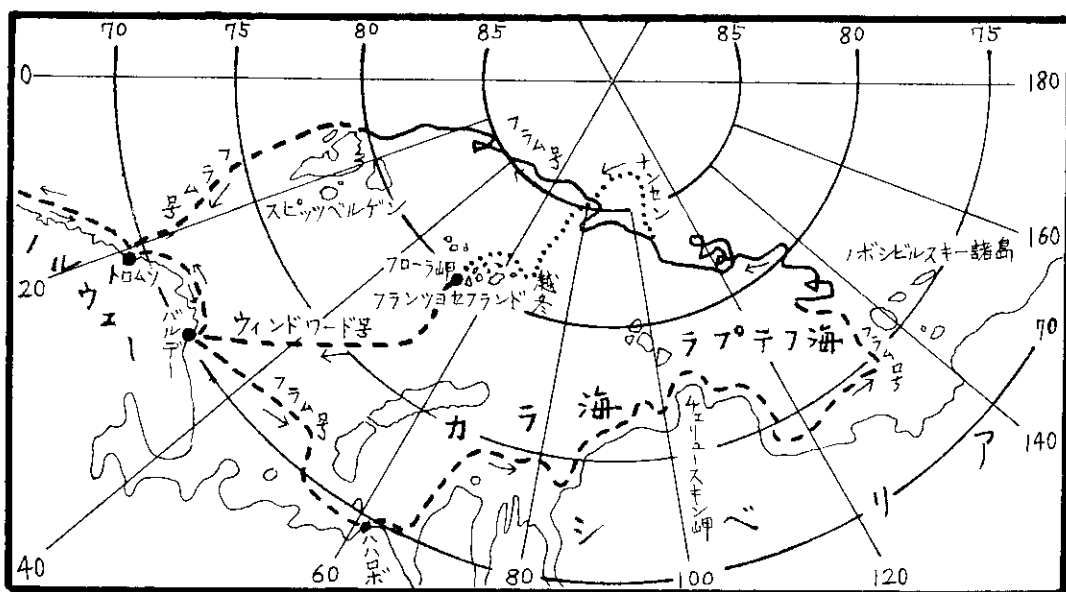 70
75
80
85
85
80
75
0
180
フラム号
ナンセン
フラム号
スピッツベルゲン
ノボシビルスキー諸島
160
トロムソ
フローラ岬
越冬
フランツヨセフランド
20
ノルウェー
バルデー
ウィンドワード号
ラプテフ海
フラム号
70
フラム号
カラ海
チェリュースキン岬
140
シベリア
ハバロボ
40
60
80
100
120